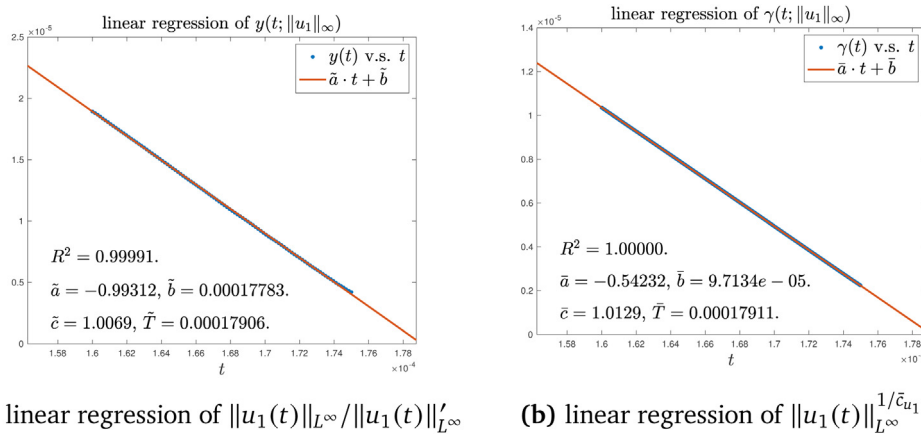 linear regression of y(t; ‖u₁‖∞)
×10⁻⁵
2.5
2
1.5
1
0.5
0
y(t) v.s. t
ã · t + b̃
R² = 0.99991.
ã = −0.99312, b̃ = 0.00017783.
c̃ = 1.0069, T̃ = 0.00017906.
1.58 1.6 1.62 1.64 1.66 1.68 1.7 1.72 1.74 1.76 1.78
t
×10⁻⁴
linear regression of ‖u₁(t)‖_{L^∞}/‖u₁(t)‖′_{L^∞}
linear regression of γ(t; ‖u₁‖∞)
×10⁻⁵
1.4
1.2
1
0.8
0.6
0.4
0.2
0
γ(t) v.s. t
ā · t + b̄
R² = 1.00000.
ā = −0.54232, b̄ = 9.7134e − 05.
c̄ = 1.0129, T̄ = 0.00017911.
1.58 1.6 1.62 1.64 1.66 1.68 1.7 1.72 1.74 1.76 1.78
t
×10⁻⁴
(b) linear regression of ‖u₁(t)‖_{L^∞}^{1/c̄_{u₁}}